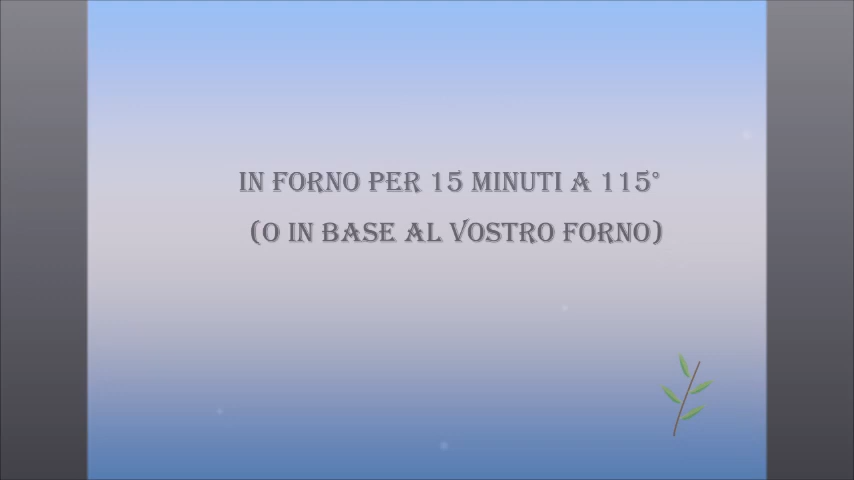 IN FORNO PER 15 MINUTI A 115°
(O IN BASE AL VOSTRO FORNO)